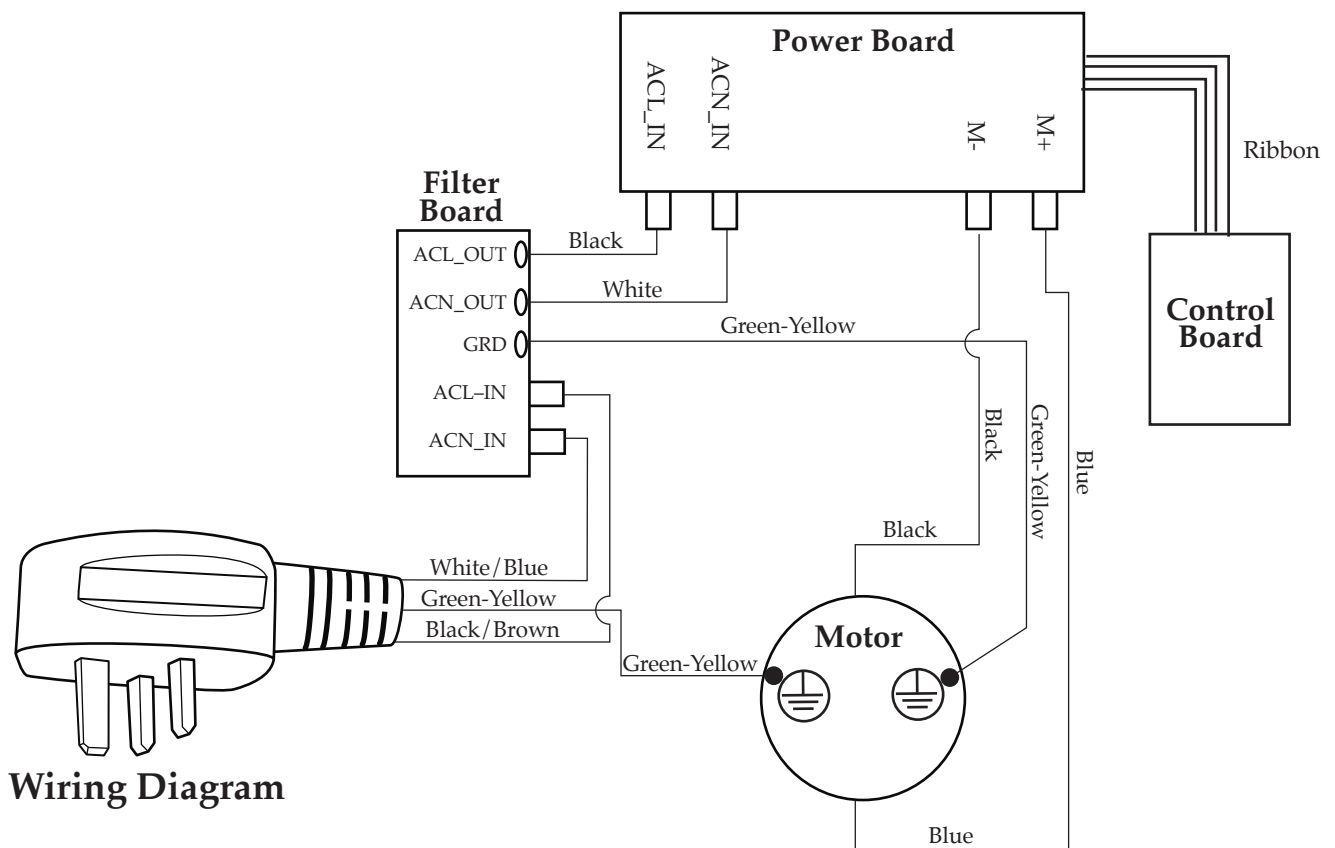 Power Board
ACL_IN
ACN_IN
M-
M+
Ribbon
Filter
Board
ACL_OUT
ACN_OUT
GRD
ACL–IN
ACN_IN
Black
White
Green-Yellow
Control
Board
Black
Green-Yellow
Blue
Black
White/Blue
Green-Yellow
Black/Brown
Green-Yellow
Motor
Wiring Diagram
Blue